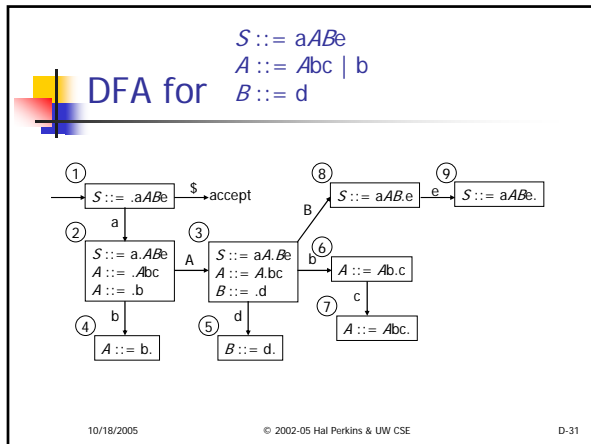 S ::= aABe
A ::= Abc | b
DFA for
B ::= d
1
S ::= .aABe
$
accept
a
2
S ::= a.ABe
A ::= .Abc
A ::= .b
A
3
S ::= aA.Be
A ::= A.bc
B ::= .d
B
8
S ::= aAB.e
e
9
S ::= aABe.
b
6
A ::= Ab.c
c
7
A ::= Abc.
b
4
A ::= b.
d
5
B ::= d.
10/18/2005
© 2002-05 Hal Perkins & UW CSE
D-31